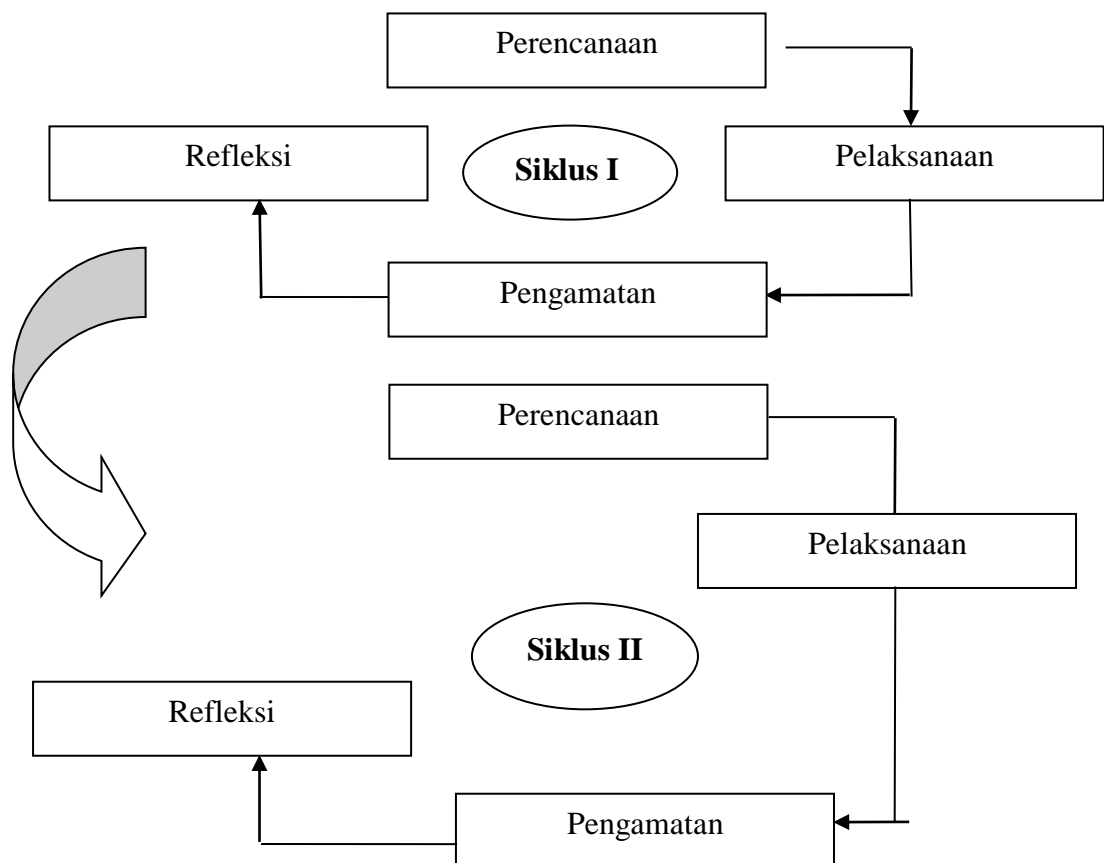 Perencanaan
Refleksi
Siklus I
Pelaksanaan
Pengamatan
Perencanaan
Pelaksanaan
Siklus II
Refleksi
Pengamatan